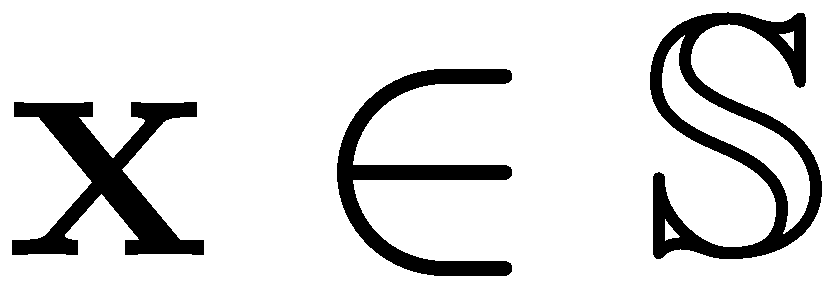 𝐱 ∈ 𝕊